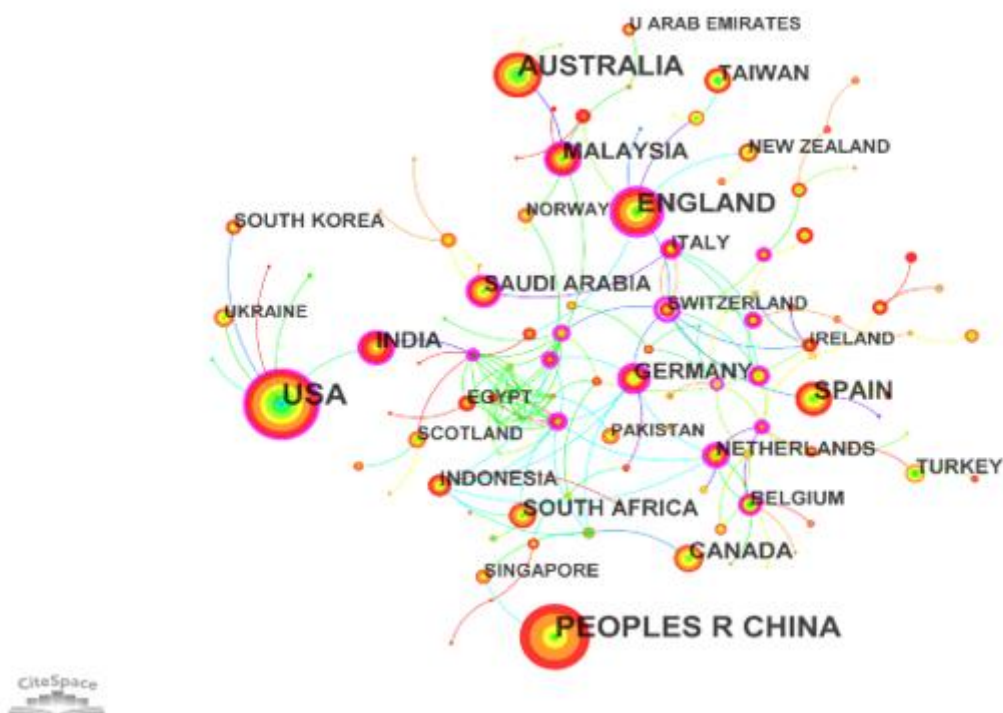 U ARAB EMIRATES
AUSTRALIA
TAIWAN
MALAYSIA
NEW ZEALAND
ENGLAND
NORWAY
SOUTH KOREA
ITALY
SAUDI ARABIA
SWITZERLAND
UKRAINE
INDIA
IRELAND
GERMANY
USA
SPAIN
EGYPT
SCOTLAND
PAKISTAN
NETHERLANDS
TURKEY
INDONESIA
BELGIUM
SOUTH AFRICA
CANADA
SINGAPORE
PEOPLES R CHINA
CiteSpace